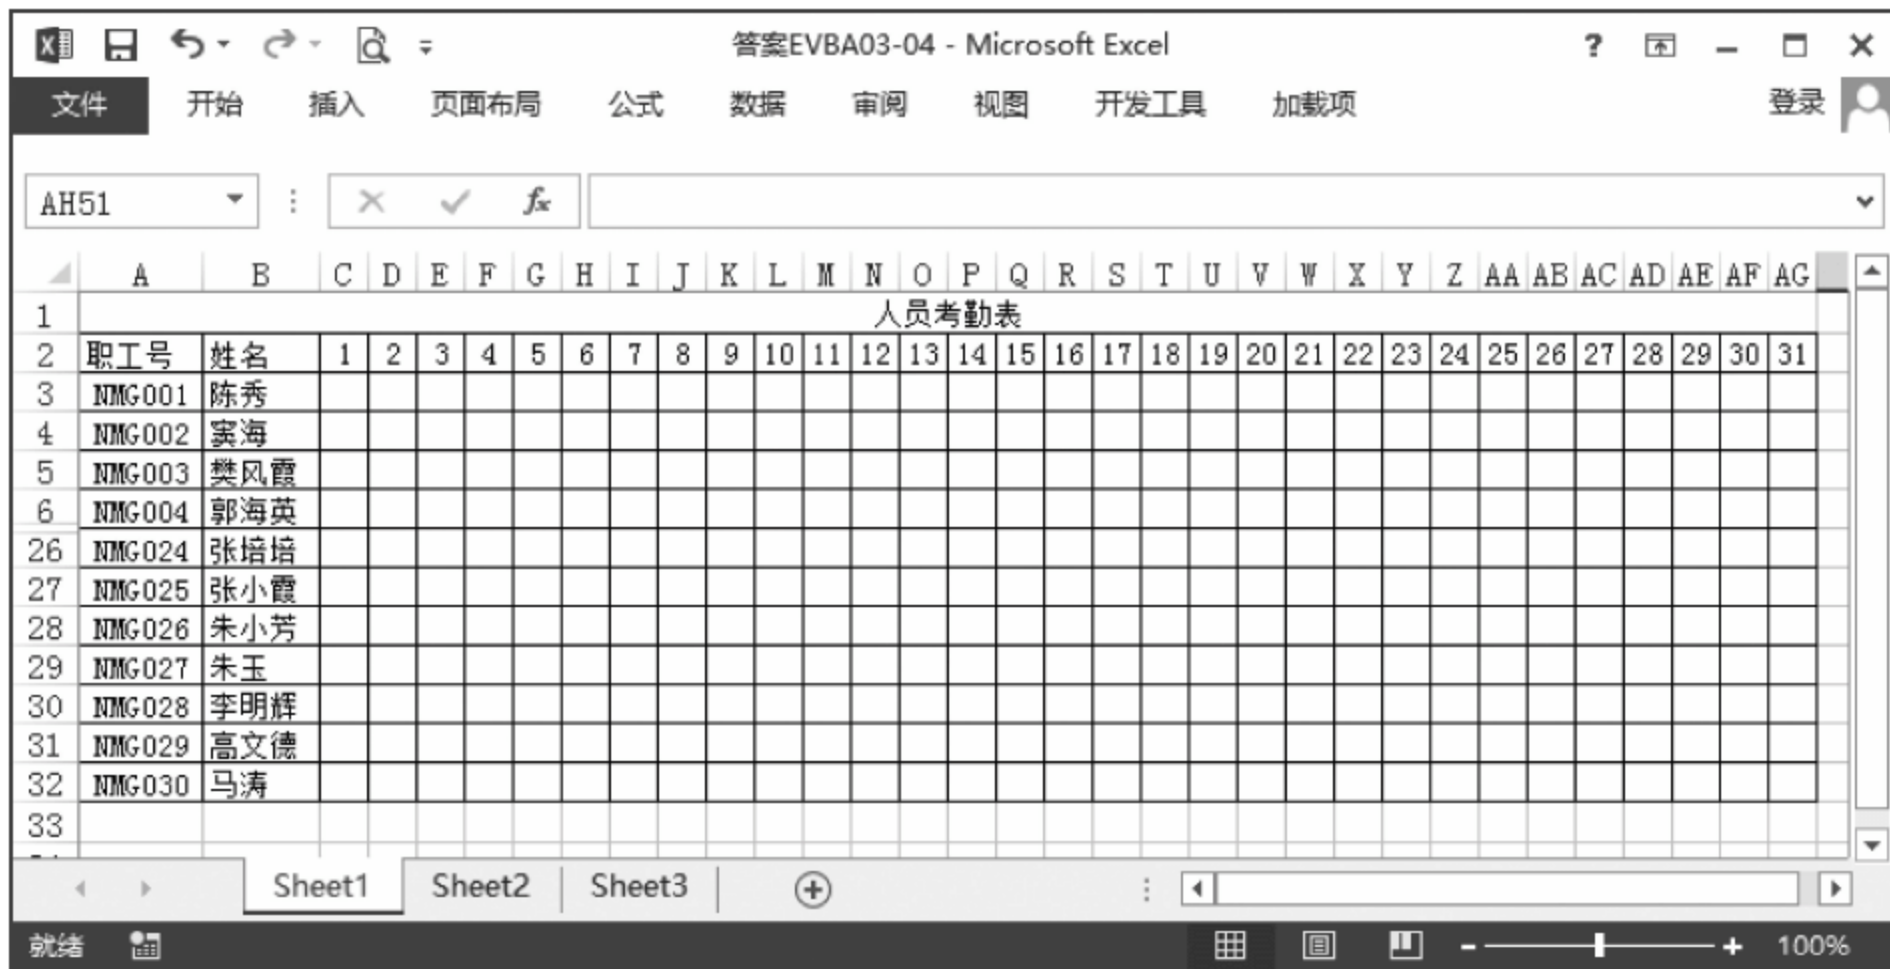 答案EVBA03-04 - Microsoft Excel ?
文件 开始 插入 页面布局 公式 数据 审阅 视图 开发工具 加载项 登录
AH51 fx
A B C D E F G H I J K L M N O P Q R S T U V W X Y Z AA AB AC AD AE AF AG
1 人员考勤表
2 职工号 姓名 1 2 3 4 5 6 7 8 9 10 11 12 13 14 15 16 17 18 19 20 21 22 23 24 25 26 27 28 29 30 31
3 NMG001 陈秀
4 NMG002 窦海
5 NMG003 樊风霞
6 NMG004 郭海英
26 NMG024 张培培
27 NMG025 张小霞
28 NMG026 朱小芳
29 NMG027 朱玉
30 NMG028 李明辉
31 NMG029 高文德
32 NMG030 马涛
33
Sheet1 Sheet2 Sheet3
就绪 100%